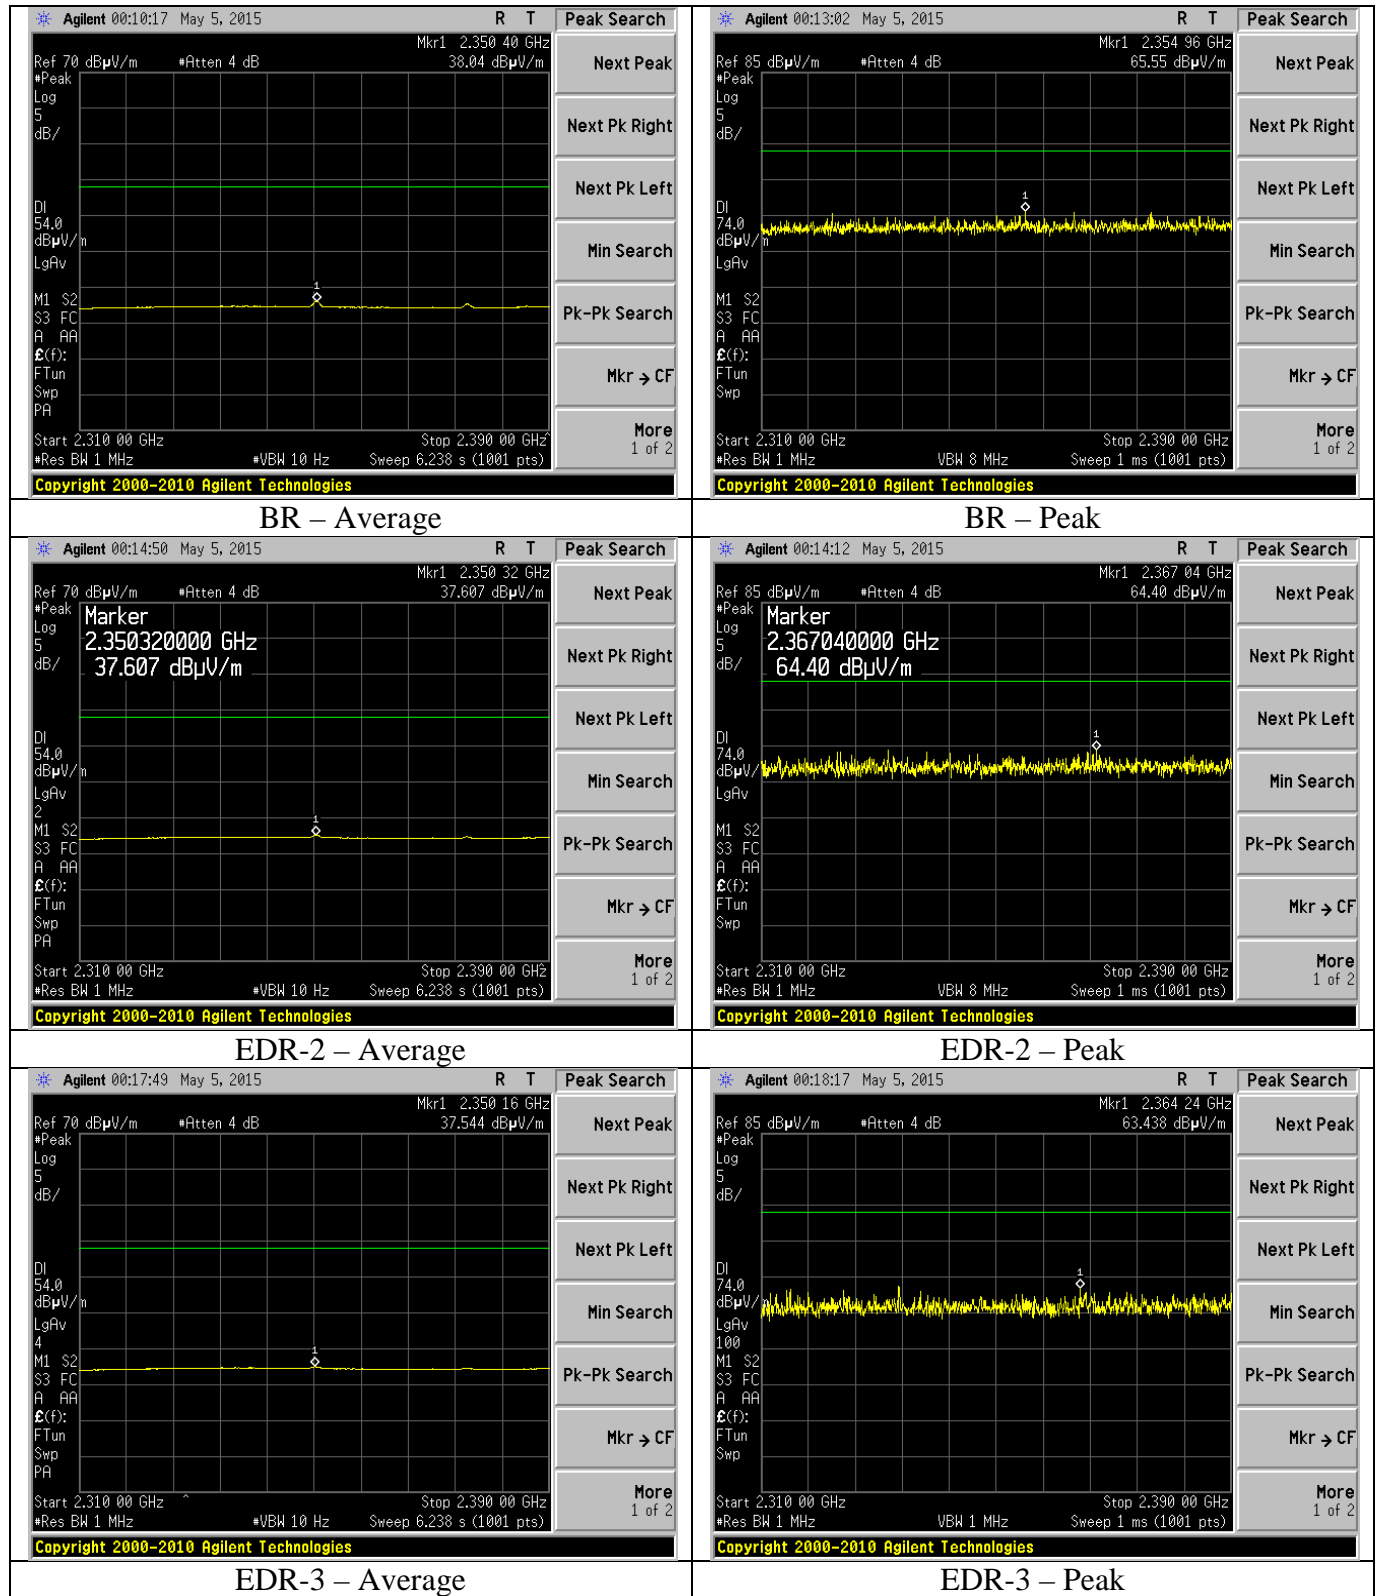 Agilent 00:10:17 May 5, 2015 R T Peak Search
Mkr1 2.350 40 GHz
Ref 70 dBµV/m #Atten 4 dB 38.04 dBµV/m
#Peak
Log
5
dB/
DI
54.0
dBµV/m
LgAv
M1 S2
S3 FC
A AA
£(f):
FTun
Swp
PA
1
Start 2.310 00 GHz Stop 2.390 00 GHz^
#Res BW 1 MHz #VBW 10 Hz Sweep 6.238 s (1001 pts)
Next Peak
Next Pk Right
Next Pk Left
Min Search
Pk-Pk Search
Mkr → CF
More
1 of 2
Copyright 2000-2010 Agilent Technologies
BR – Average
Agilent 00:13:02 May 5, 2015 R T Peak Search
Mkr1 2.354 96 GHz
Ref 85 dBµV/m #Atten 4 dB 65.55 dBµV/m
#Peak
Log
5
dB/
DI
74.0
dBµV/m
LgAv
M1 S2
S3 FC
A AA
£(f):
FTun
Swp
1
Start 2.310 00 GHz Stop 2.390 00 GHz
#Res BW 1 MHz VBW 8 MHz Sweep 1 ms (1001 pts)
Next Peak
Next Pk Right
Next Pk Left
Min Search
Pk-Pk Search
Mkr → CF
More
1 of 2
Copyright 2000-2010 Agilent Technologies
BR – Peak
Agilent 00:14:50 May 5, 2015 R T Peak Search
Mkr1 2.350 32 GHz
Ref 70 dBµV/m #Atten 4 dB 37.607 dBµV/m
#Peak
Log
5
dB/
Marker
2.350320000 GHz
37.607 dBµV/m
DI
54.0
dBµV/m
LgAv
2
M1 S2
S3 FC
A AA
£(f):
FTun
Swp
PA
1
Start 2.310 00 GHz Stop 2.390 00 GHz^
#Res BW 1 MHz #VBW 10 Hz Sweep 6.238 s (1001 pts)
Next Peak
Next Pk Right
Next Pk Left
Min Search
Pk-Pk Search
Mkr → CF
More
1 of 2
Copyright 2000-2010 Agilent Technologies
EDR-2 – Average
Agilent 00:14:12 May 5, 2015 R T Peak Search
Mkr1 2.367 04 GHz
Ref 85 dBµV/m #Atten 4 dB 64.40 dBµV/m
#Peak
Log
5
dB/
Marker
2.367040000 GHz
64.40 dBµV/m
DI
74.0
dBµV/
LgAv
M1 S2
S3 FC
A AA
£(f):
FTun
Swp
1
Start 2.310 00 GHz Stop 2.390 00 GHz
#Res BW 1 MHz VBW 8 MHz Sweep 1 ms (1001 pts)
Next Peak
Next Pk Right
Next Pk Left
Min Search
Pk-Pk Search
Mkr → CF
More
1 of 2
Copyright 2000-2010 Agilent Technologies
EDR-2 – Peak
Agilent 00:17:49 May 5, 2015 R T Peak Search
Mkr1 2.350 16 GHz
Ref 70 dBµV/m #Atten 4 dB 37.544 dBµV/m
#Peak
Log
5
dB/
DI
54.0
dBµV/m
LgAv
4
M1 S2
S3 FC
A AA
£(f):
FTun
Swp
PA
1
Start 2.310 00 GHz ^ Stop 2.390 00 GHz
#Res BW 1 MHz #VBW 10 Hz Sweep 6.238 s (1001 pts)
Next Peak
Next Pk Right
Next Pk Left
Min Search
Pk-Pk Search
Mkr → CF
More
1 of 2
Copyright 2000-2010 Agilent Technologies
EDR-3 – Average
Agilent 00:18:17 May 5, 2015 R T Peak Search
Mkr1 2.364 24 GHz
Ref 85 dBµV/m #Atten 4 dB 63.438 dBµV/m
#Peak
Log
5
dB/
DI
74.0
dBµV/
LgAv
100
M1 S2
S3 FC
A AA
£(f):
FTun
Swp
1
Start 2.310 00 GHz Stop 2.390 00 GHz
#Res BW 1 MHz VBW 1 MHz Sweep 1 ms (1001 pts)
Next Peak
Next Pk Right
Next Pk Left
Min Search
Pk-Pk Search
Mkr → CF
More
1 of 2
Copyright 2000-2010 Agilent Technologies
EDR-3 – Peak